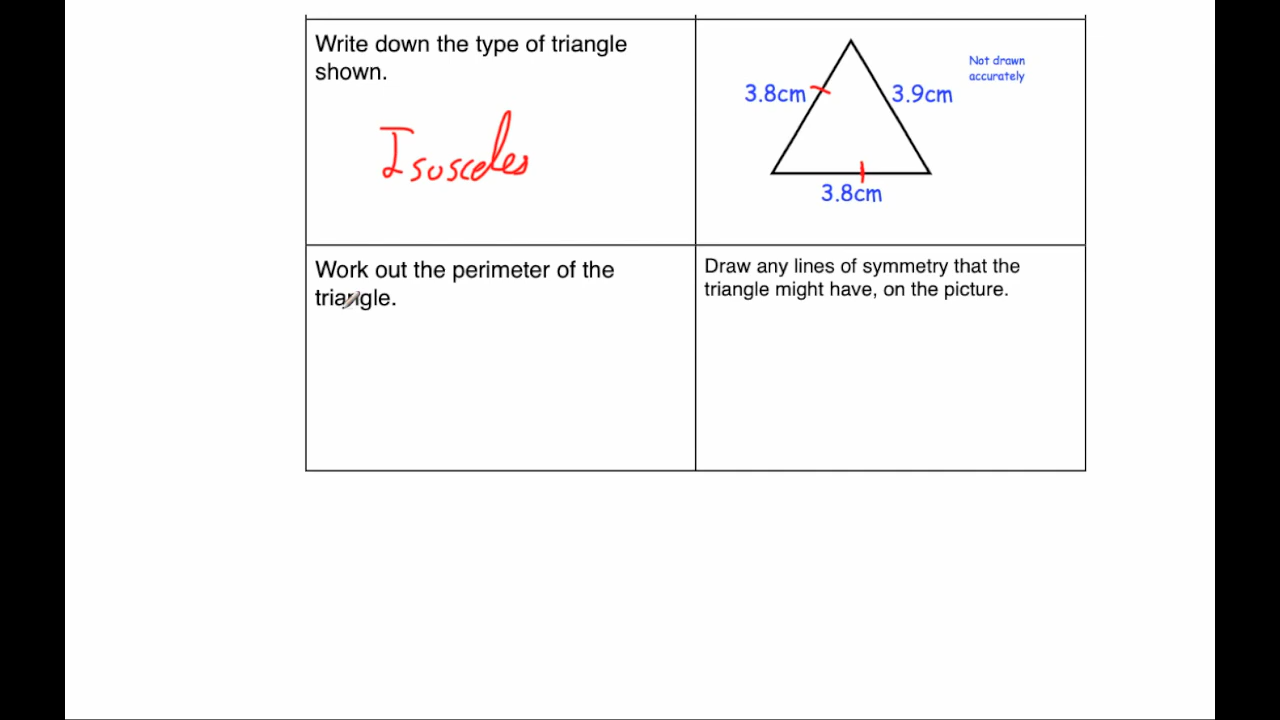 Write down the type of triangle
shown.
Isosceles
3.8cm
3.9cm
Not drawn
accurately
3.8cm
Work out the perimeter of the
triangle.
Draw any lines of symmetry that the
triangle might have, on the picture.